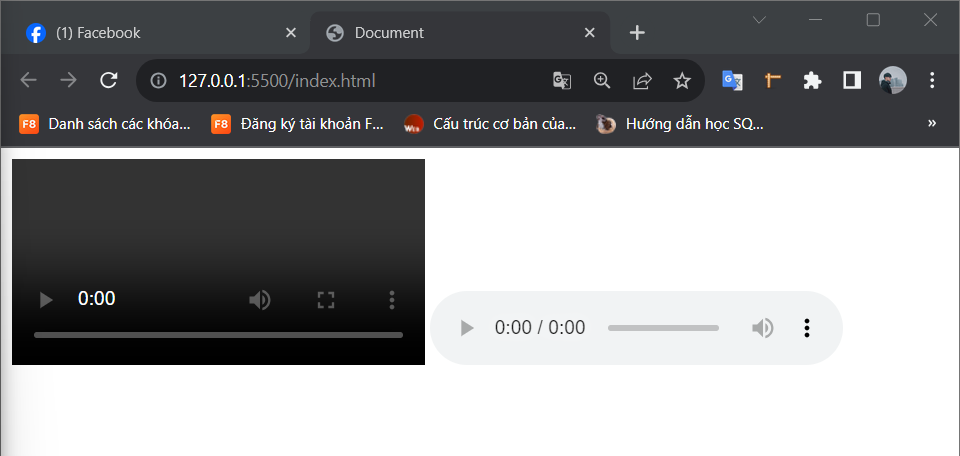 (1) Facebook
Document
127.0.0.1:5500/index.html
F8 Danh sách các khóa...
F8 Đăng ký tài khoản F...
Cấu trúc cơ bản của...
Hướng dẫn học SQ...
»
0:00
0:00 / 0:00